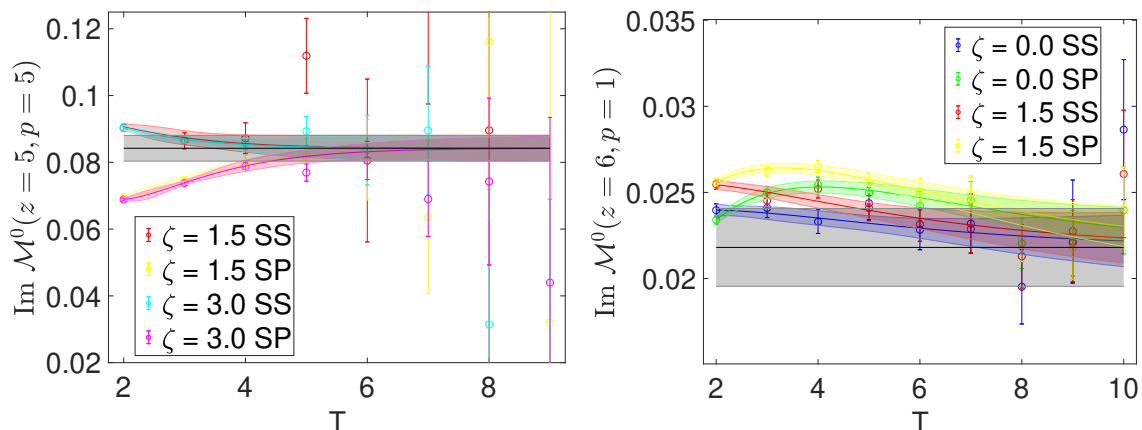 Im M⁰(z = 5, p = 5)
0.12
0.1
0.08
0.06
0.04
0.02
2 4 6 8
T
ζ = 1.5 SS
ζ = 1.5 SP
ζ = 3.0 SS
ζ = 3.0 SP
Im M⁰(z = 6, p = 1)
0.035
0.03
0.025
0.02
2 4 6 8 10
T
ζ = 0.0 SS
ζ = 0.0 SP
ζ = 1.5 SS
ζ = 1.5 SP